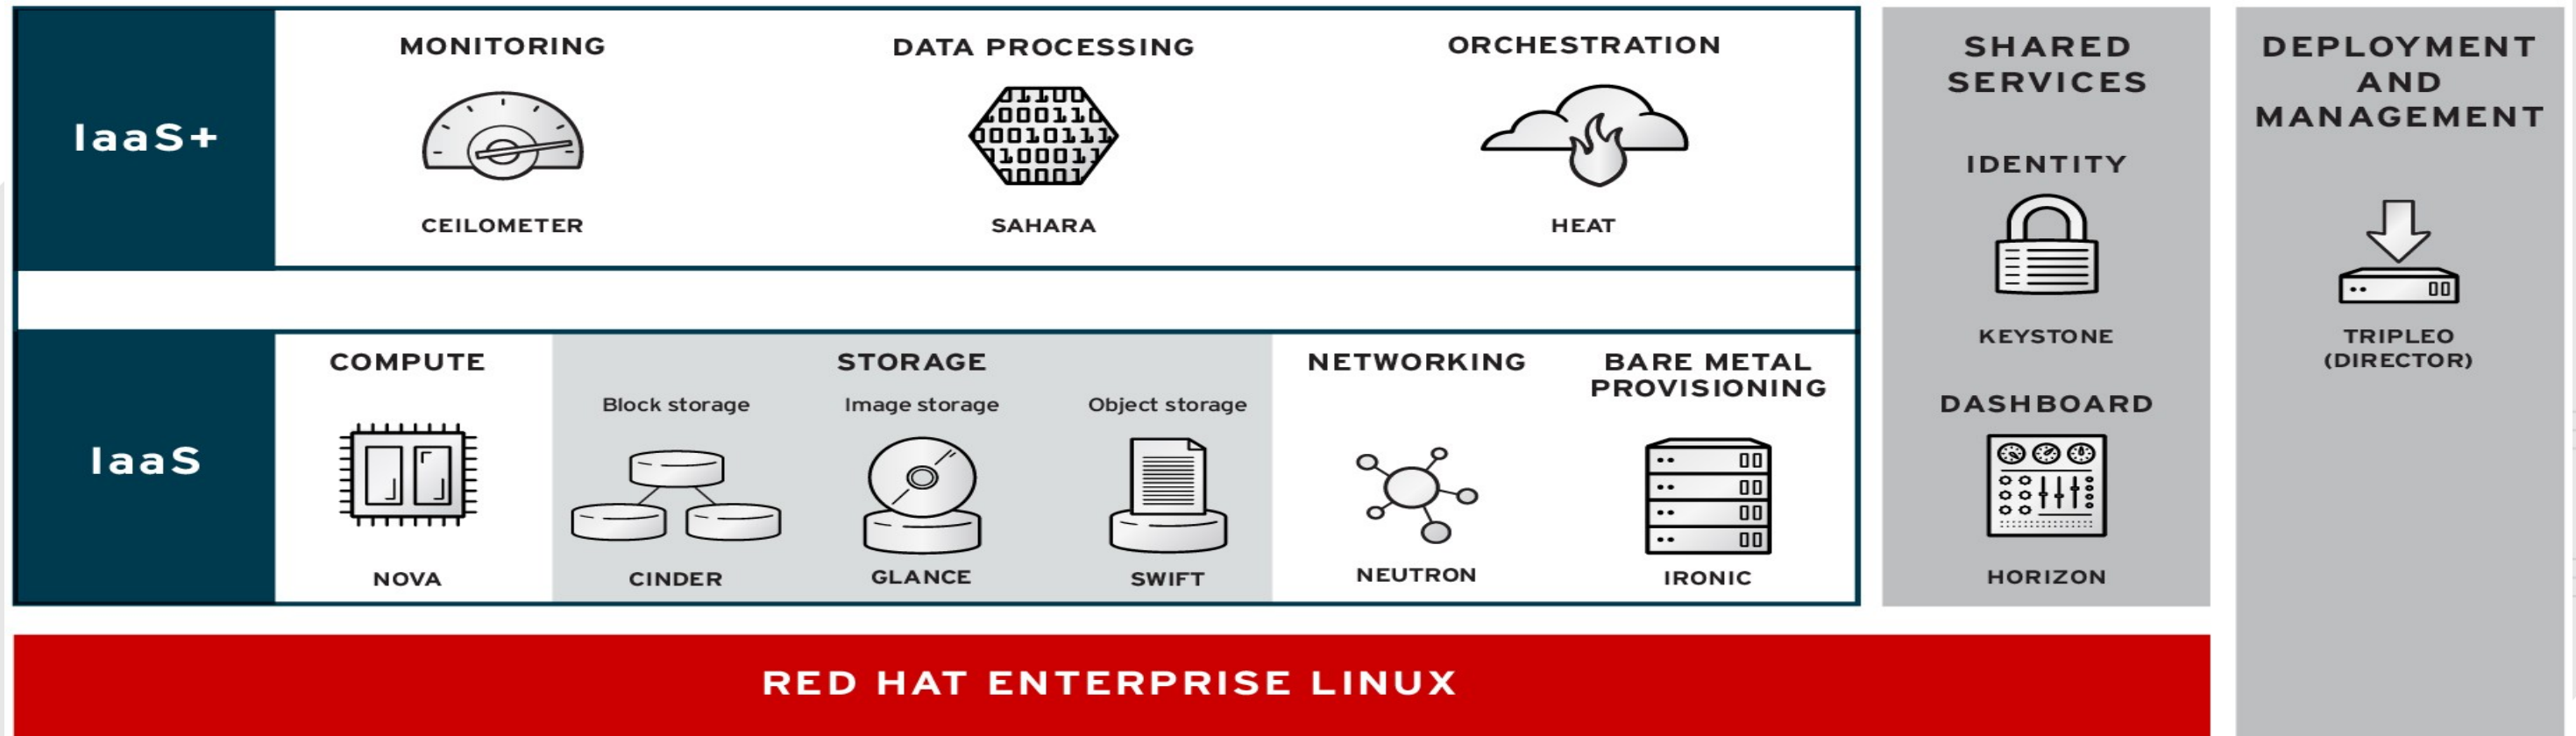 IaaS+
MONITORING
CEILOMETER
DATA PROCESSING
SAHARA
ORCHESTRATION
HEAT
IaaS
COMPUTE
NOVA
STORAGE
Block storage
CINDER
Image storage
GLANCE
Object storage
SWIFT
NETWORKING
NEUTRON
BARE METAL
PROVISIONING
IRONIC
SHARED
SERVICES
IDENTITY
KEYSTONE
DASHBOARD
HORIZON
DEPLOYMENT
AND
MANAGEMENT
TRIPLEO
(DIRECTOR)
RED HAT ENTERPRISE LINUX